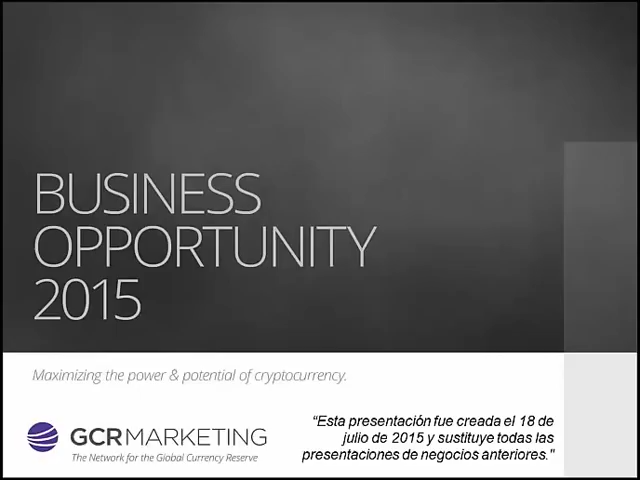 BUSINESS
OPPORTUNITY
2015
Maximizing the power & potential of cryptocurrency.
GCRMARKETING
The Network for the Global Currency Reserve
“Esta presentación fue creada el 18 de
julio de 2015 y sustituye todas las
presentaciones de negocios anteriores."